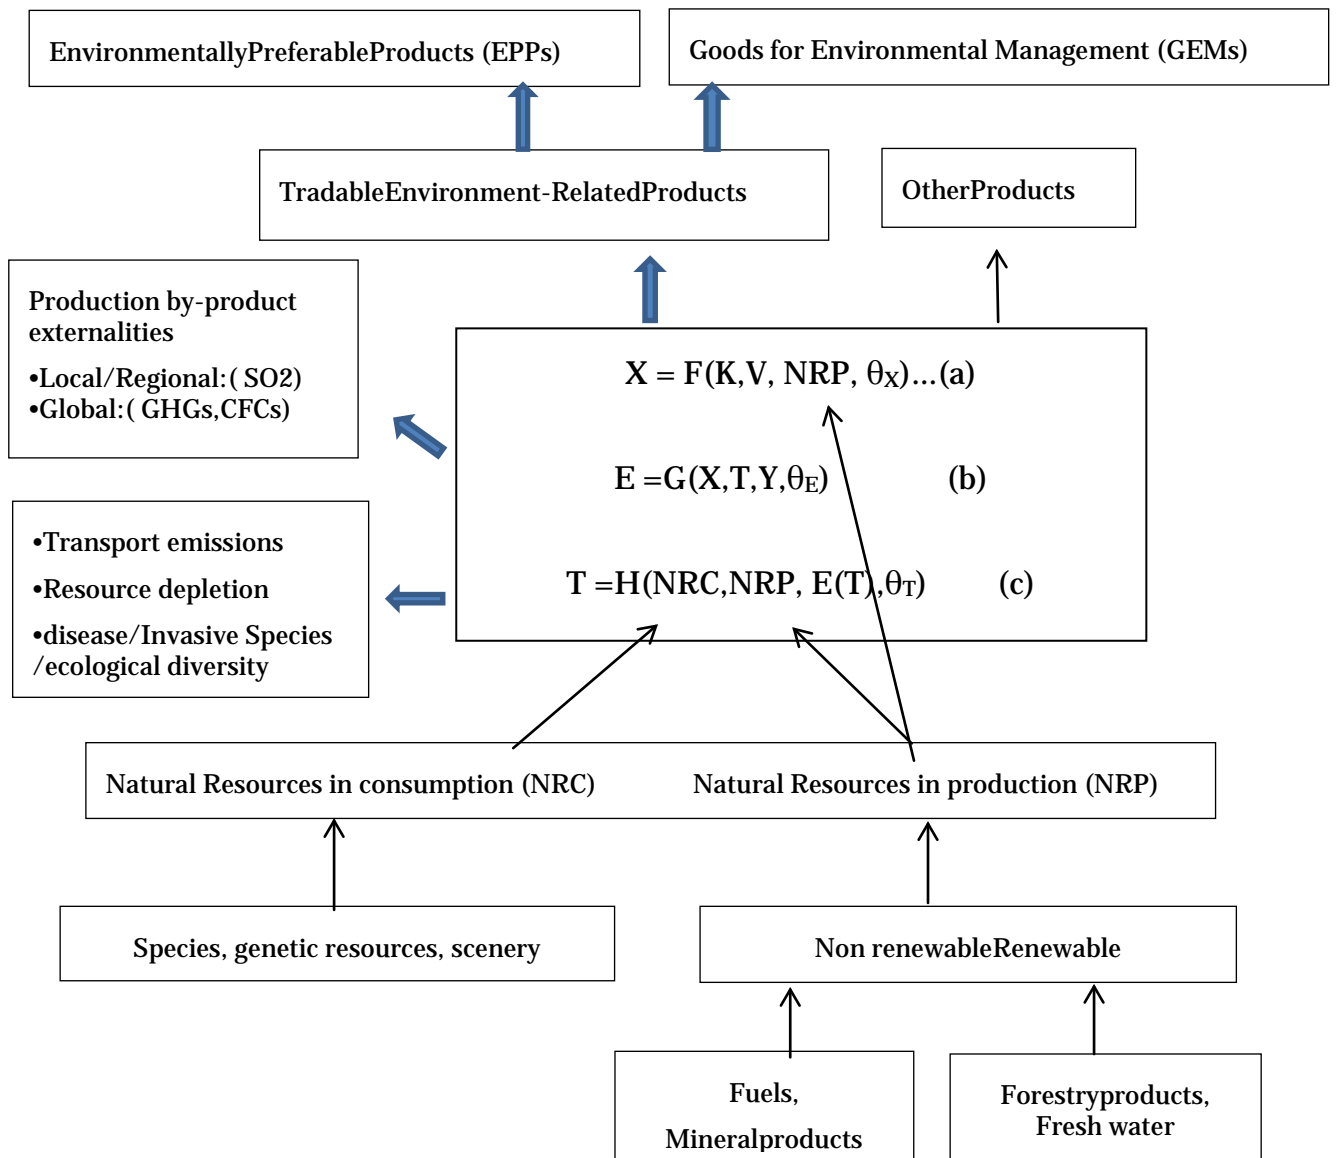 EnvironmentallyPreferableProducts (EPPs)
Goods for Environmental Management (GEMs)
TradableEnvironment-RelatedProducts
OtherProducts
Production by-product
externalities
•Local/Regional:( SO2)
•Global:( GHGs,CFCs)
X = F(K,V, NRP, θX)...(a)
E =G(X,T,Y,θE) (b)
T =H(NRC,NRP, E(T),θT) (c)
•Transport emissions
•Resource depletion
•disease/Invasive Species
/ecological diversity
Natural Resources in consumption (NRC) Natural Resources in production (NRP)
Species, genetic resources, scenery
Non renewableRenewable
Fuels,
Mineralproducts
Forestryproducts,
Fresh water